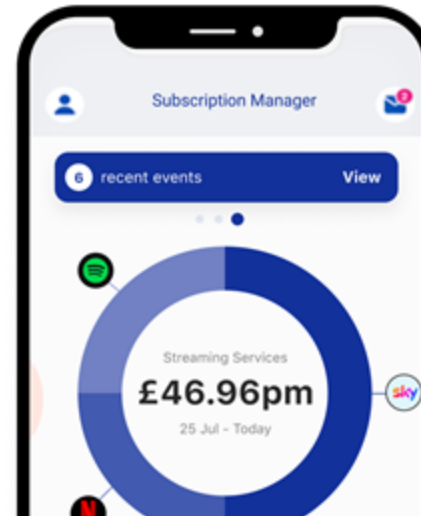 Subscription Manager
2
6 recent events View
Streaming Services
£46.96pm
sky
25 Jul - Today
N